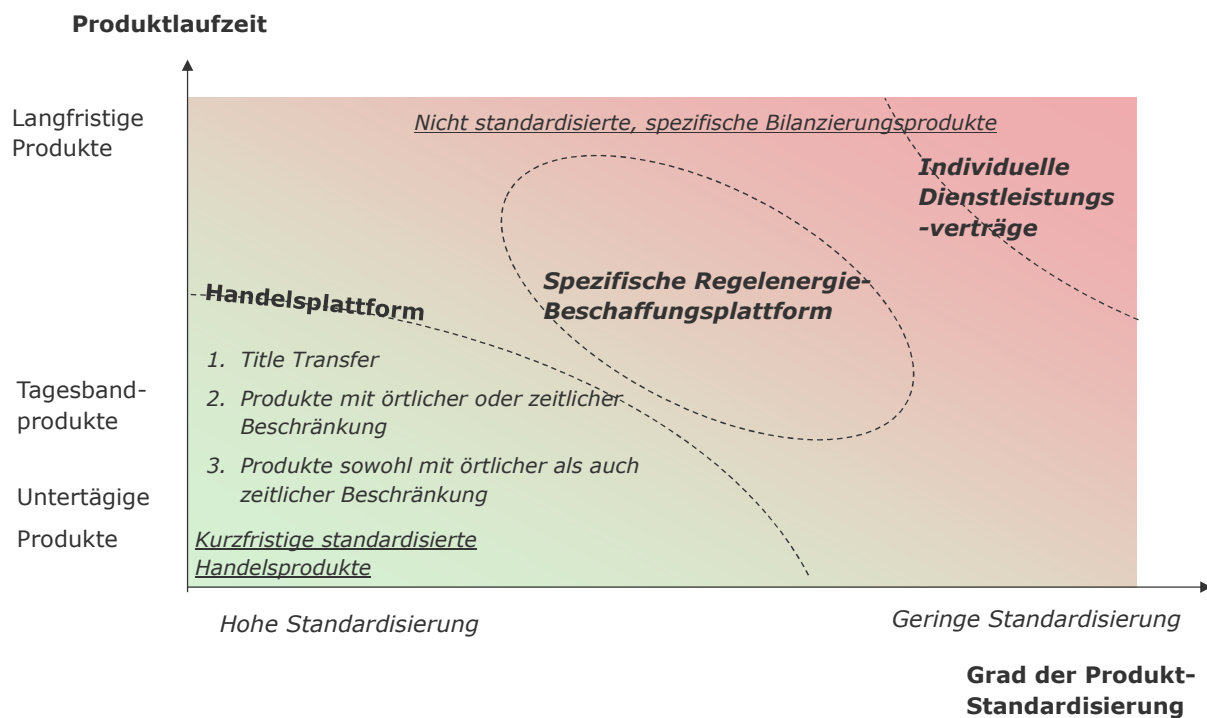 Produktlaufzeit
Langfristige
Produkte
Nicht standardisierte, spezifische Bilanzierungsprodukte
Individuelle
Dienstleistungs
-verträge
Spezifische Regelenergie-
Beschaffungsplattform
Handelsplattform
1. Title Transfer
2. Produkte mit örtlicher oder zeitlicher
Beschränkung
3. Produkte sowohl mit örtlicher als auch
zeitlicher Beschränkung
Tagesband-
produkte
Untertägige
Produkte
Kurzfristige standardisierte
Handelsprodukte
Hohe Standardisierung
Geringe Standardisierung
Grad der Produkt-
Standardisierung